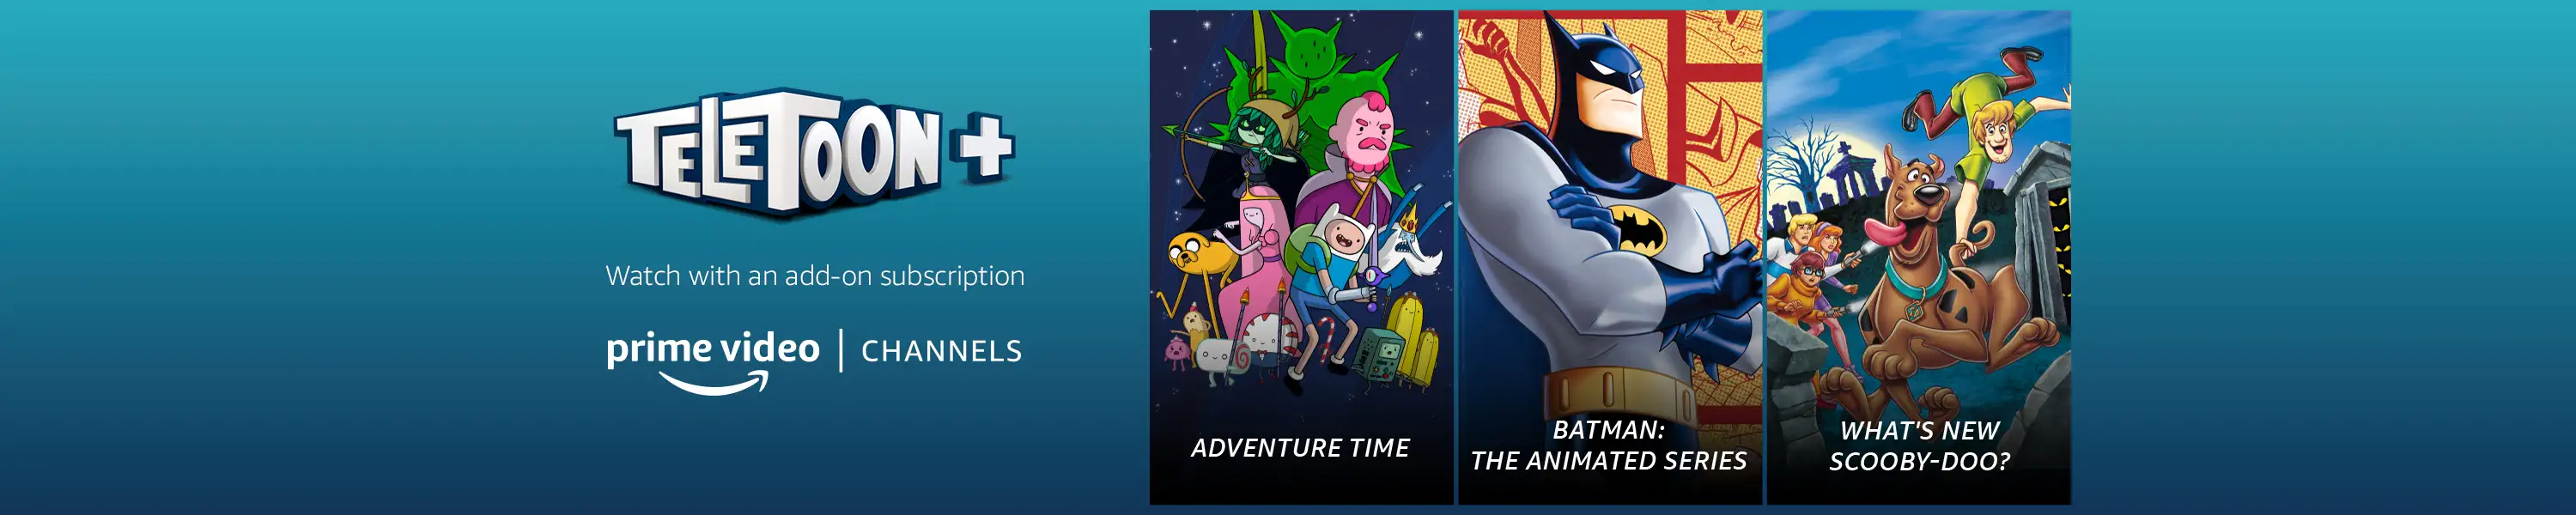 TELETOON+
Watch with an add-on subscription
prime video | CHANNELS
ADVENTURE TIME
BATMAN:
THE ANIMATED SERIES
WHAT'S NEW
SCOOBY-DOO?